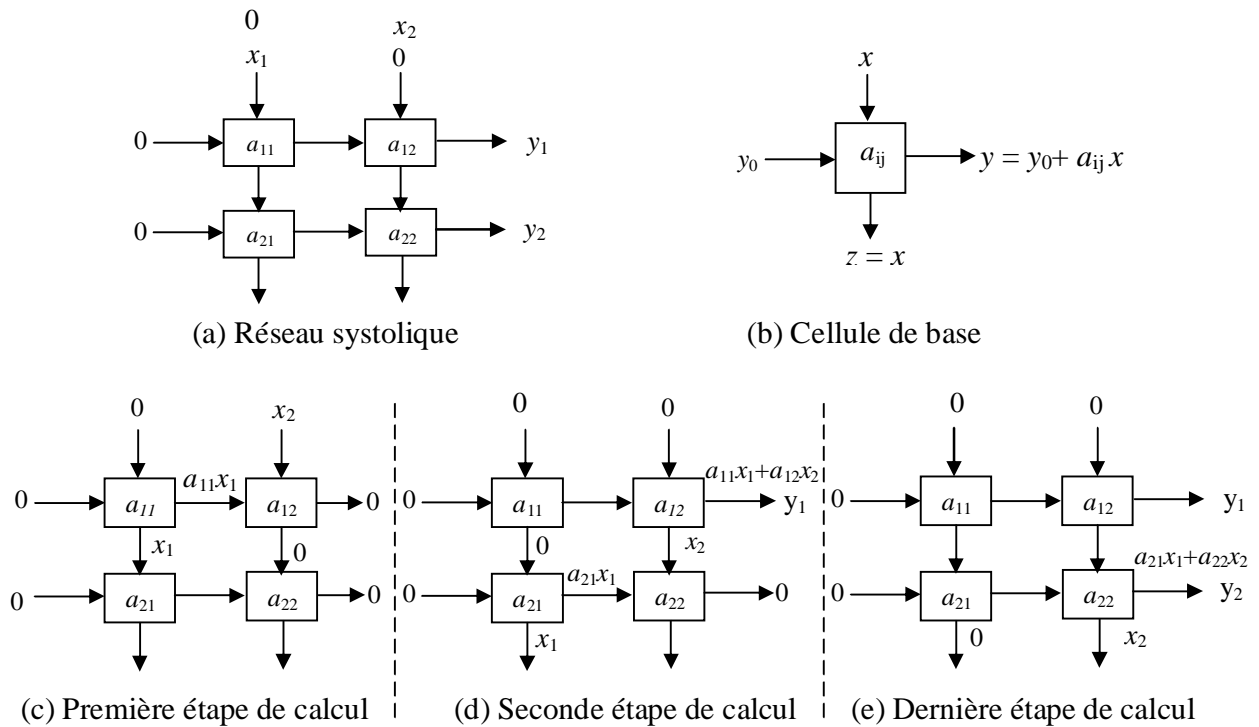 0
x₂
x₁
0
x
0
a₁₁
a₁₂
y₁
y₀
aᵢⱼ
y = y₀+ aᵢⱼ x
0
a₂₁
a₂₂
y₂
z = x
(a) Réseau systolique
(b) Cellule de base
0
x₂
0
a₁₁x₁
a₁₁
a₁₂
0
x₁
0
0
a₂₁
a₂₂
0
(c) Première étape de calcul
0
0
a₁₁x₁+a₁₂x₂
0
a₁₁
a₁₂
y₁
0
x₂
a₂₁x₁
0
a₂₁
a₂₂
0
x₁
(d) Seconde étape de calcul
0
0
0
a₁₁
a₁₂
y₁
a₂₁x₁+a₂₂x₂
0
a₂₁
a₂₂
y₂
0
x₂
(e) Dernière étape de calcul